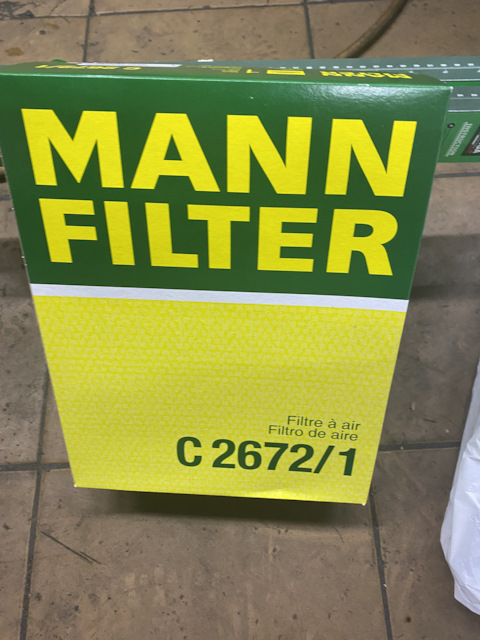 MANN
FILTER
Filtre à air
Filtro de aire
C 2672/1